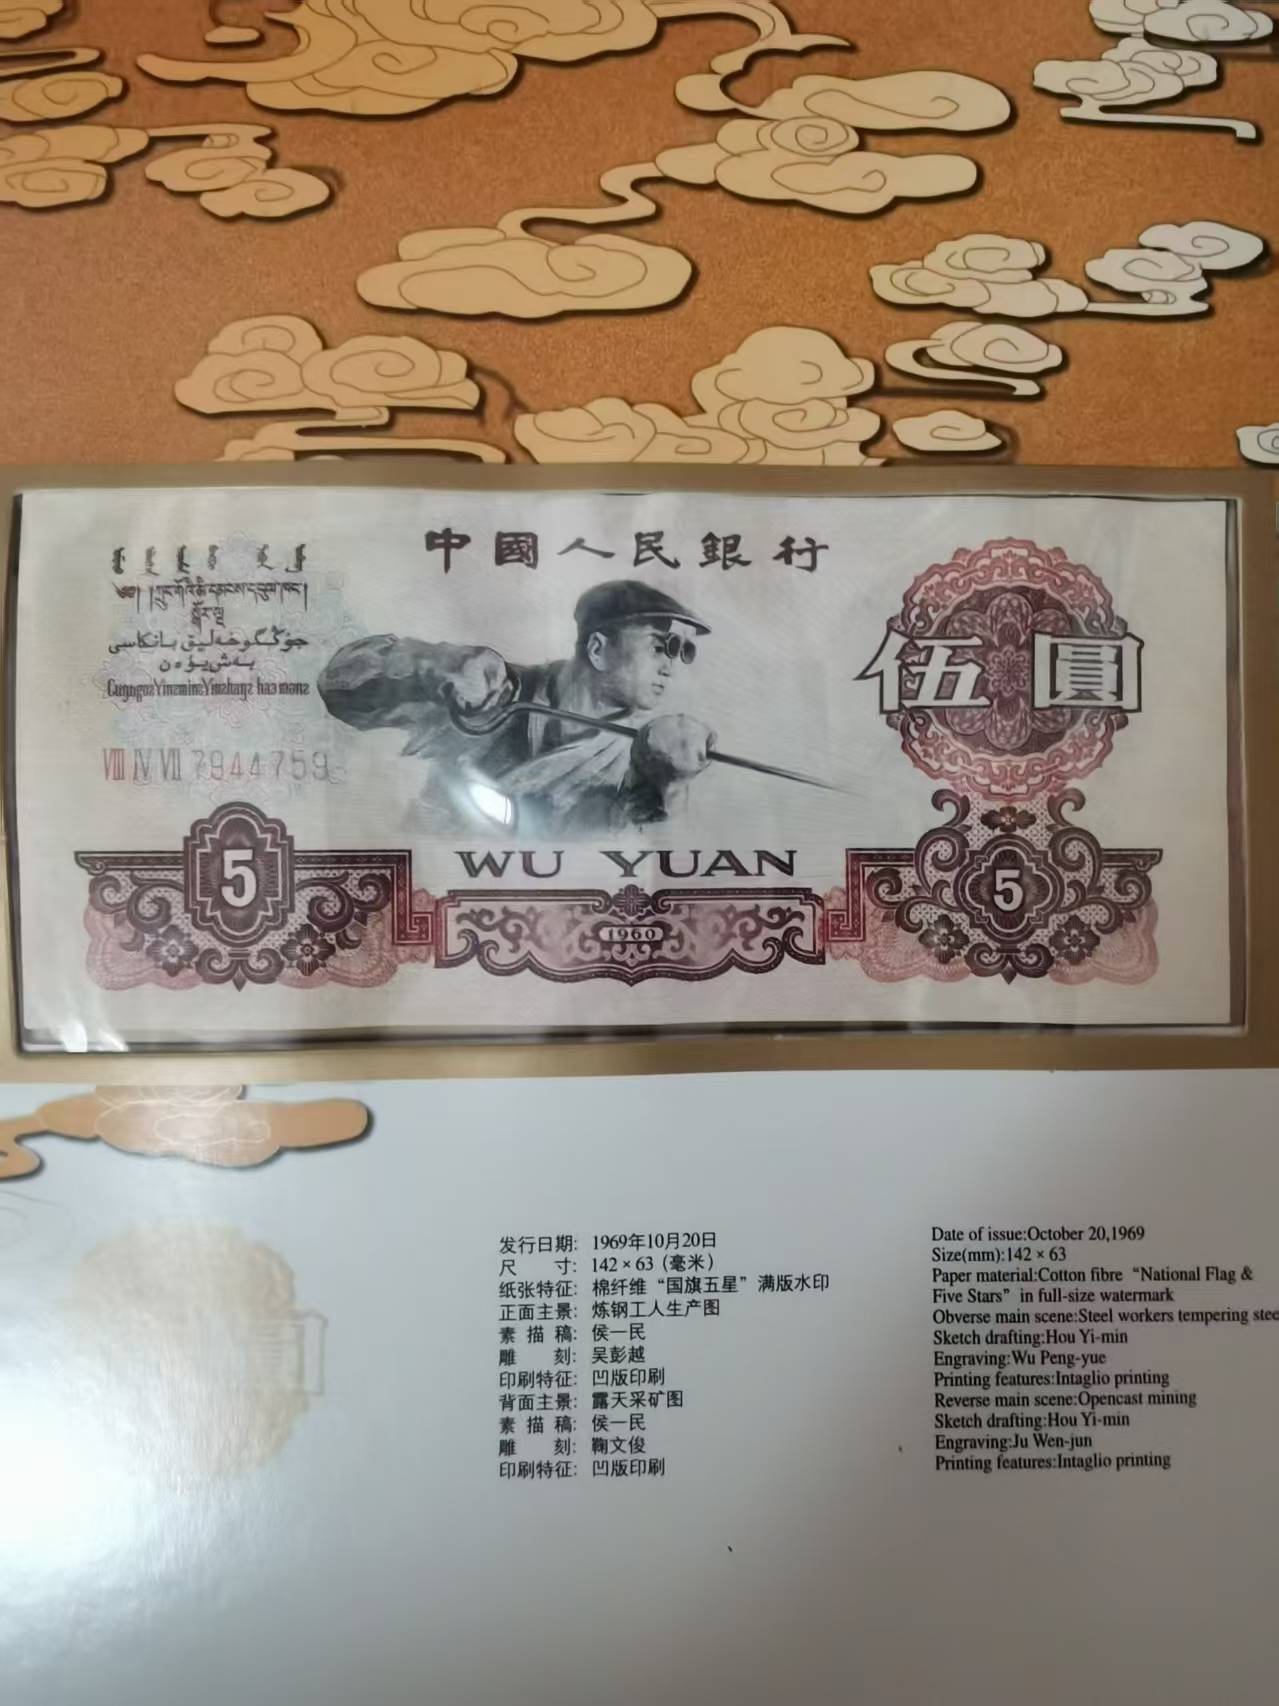 中國人民銀行
جۇڭگوخەلىق بانكاسى
بەش يۈەن
VIII IV VII 7944759
伍圓
5
WU YUAN
5
1960
发行日期：1969年10月20日
尺 寸：142×63（毫米）
纸张特征：棉纤维“国旗五星”满版水印
正面主景：炼钢工人生产图
素 描 稿：侯一民
雕 刻：吴彭越
印刷特征：凹版印刷
背面主景：露天采矿图
素 描 稿：侯一民
雕 刻：鞠文俊
印刷特征：凹版印刷
Date of issue:October 20,1969
Size(mm):142×63
Paper material:Cotton fibre “National Flag &
Five Stars” in full-size watermark
Obverse main scene:Steel workers tempering stee
Sketch drafting:Hou Yi-min
Engraving:Wu Peng-yue
Printing features:Intaglio printing
Reverse main scene:Opencast mining
Sketch drafting:Hou Yi-min
Engraving:Ju Wen-jun
Printing features:Intaglio printing